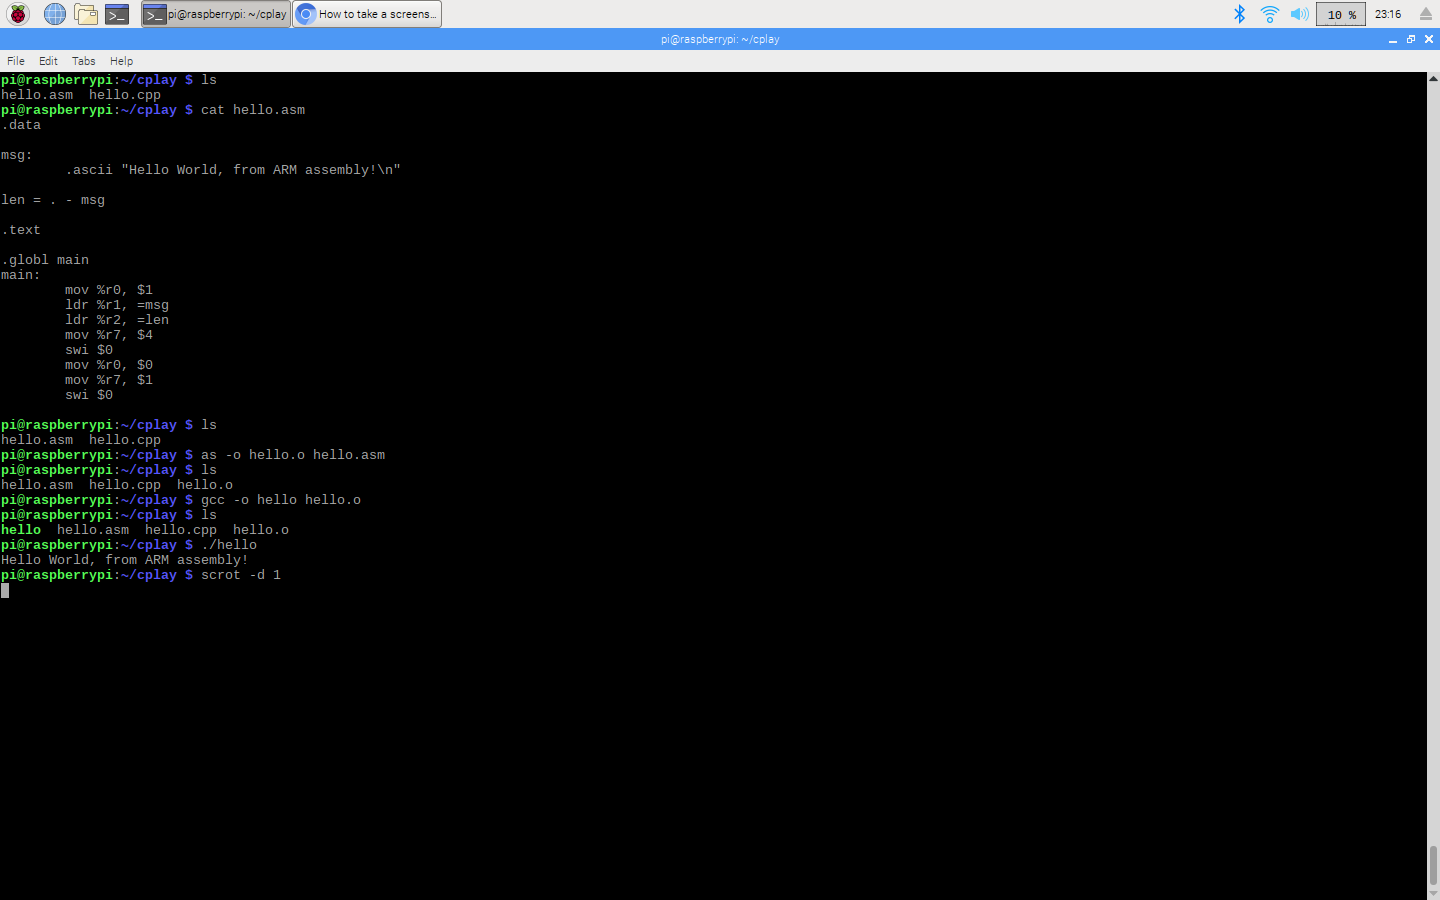 pi@raspberrypi: ~/cplay
How to take a screens...
10 %
23:16
pi@raspberrypi: ~/cplay
File Edit Tabs Help
pi@raspberrypi:~/cplay $ ls
hello.asm  hello.cpp
pi@raspberrypi:~/cplay $ cat hello.asm
.data
msg:
        .ascii "Hello World, from ARM assembly!\n"
len = . - msg
.text
.globl main
main:
        mov %r0, $1
        ldr %r1, =msg
        ldr %r2, =len
        mov %r7, $4
        swi $0
        mov %r0, $0
        mov %r7, $1
        swi $0
pi@raspberrypi:~/cplay $ ls
hello.asm  hello.cpp
pi@raspberrypi:~/cplay $ as -o hello.o hello.asm
pi@raspberrypi:~/cplay $ ls
hello.asm  hello.cpp  hello.o
pi@raspberrypi:~/cplay $ gcc -o hello hello.o
pi@raspberrypi:~/cplay $ ls
hello  hello.asm  hello.cpp  hello.o
pi@raspberrypi:~/cplay $ ./hello
Hello World, from ARM assembly!
pi@raspberrypi:~/cplay $ scrot -d 1